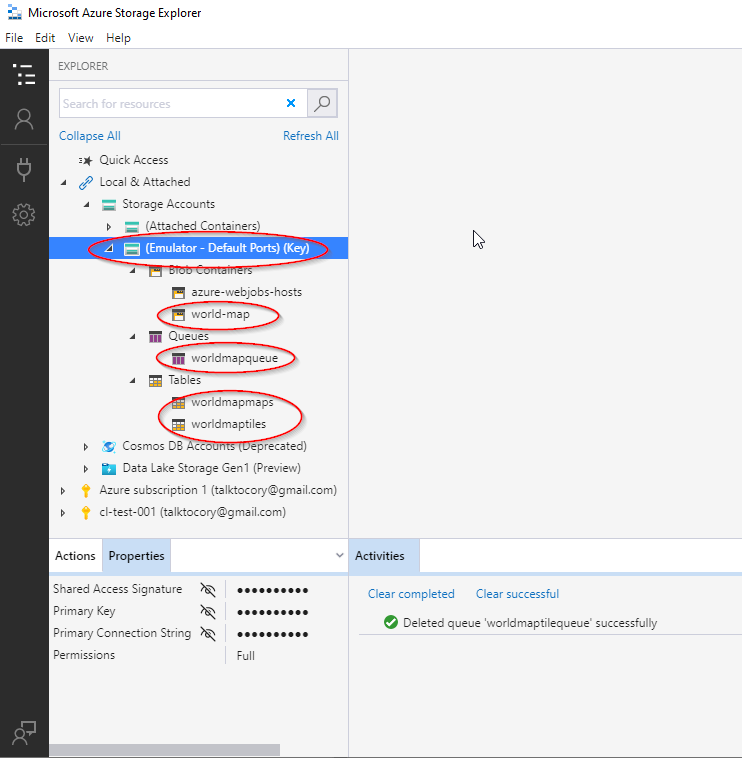 Microsoft Azure Storage Explorer
File Edit View Help
EXPLORER
Search for resources
Collapse All Refresh All
Quick Access
Local & Attached
Storage Accounts
(Attached Containers)
(Emulator - Default Ports) (Key)
Blob Containers
azure-webjobs-hosts
world-map
Queues
worldmapqueue
Tables
worldmapmaps
worldmaptiles
Cosmos DB Accounts (Deprecated)
Data Lake Storage Gen1 (Preview)
Azure subscription 1 (talktocory@gmail.com)
cl-test-001 (talktocory@gmail.com)
Actions Properties
Shared Access Signature ••••••••••
Primary Key ••••••••••
Primary Connection String ••••••••••
Permissions Full
Activities
Clear completed Clear successful
Deleted queue 'worldmaptilequeue' successfully